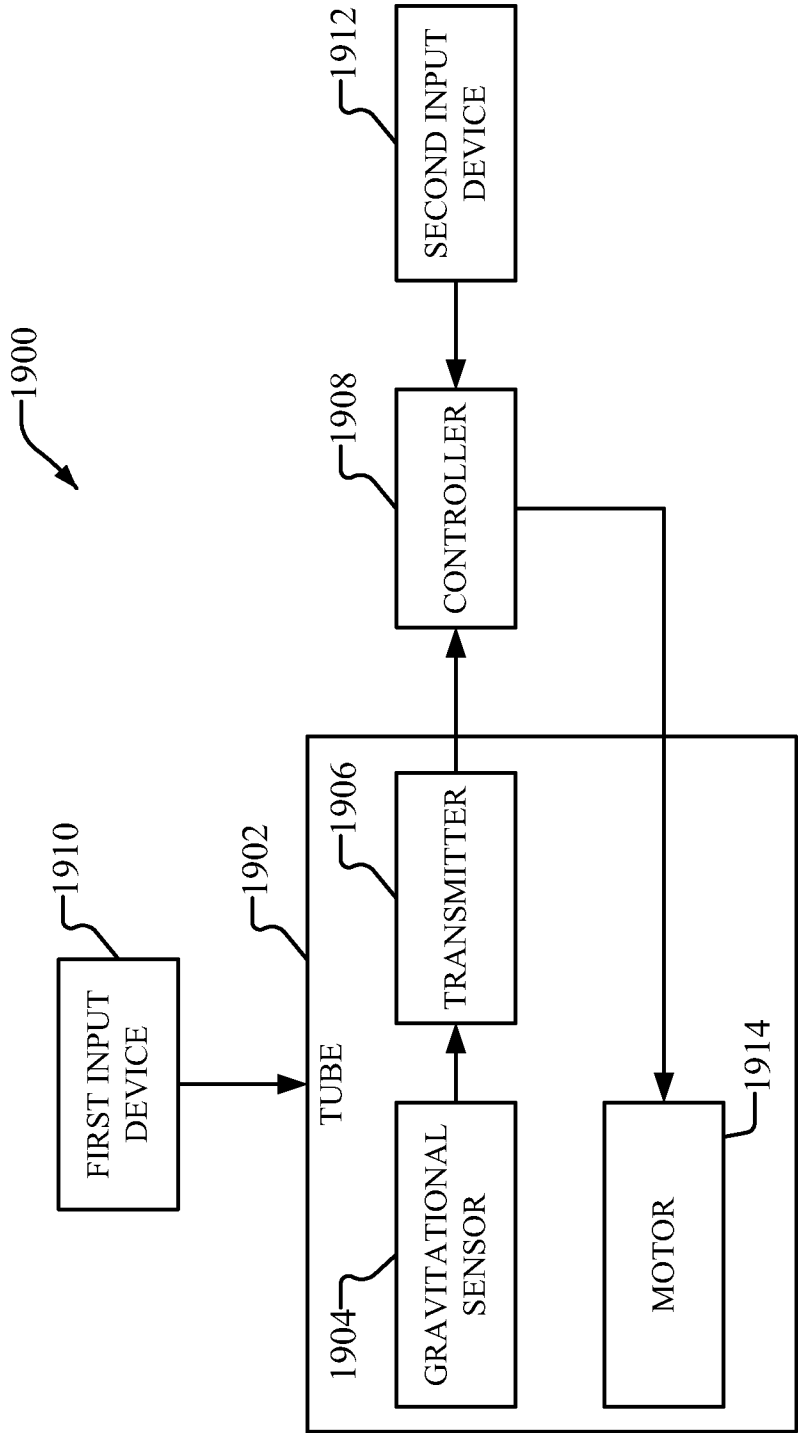 1900
1910
FIRST INPUT
DEVICE
1902
TUBE
1904
GRAVITATIONAL
SENSOR
1906
TRANSMITTER
1908
CONTROLLER
1912
SECOND INPUT
DEVICE
MOTOR
1914